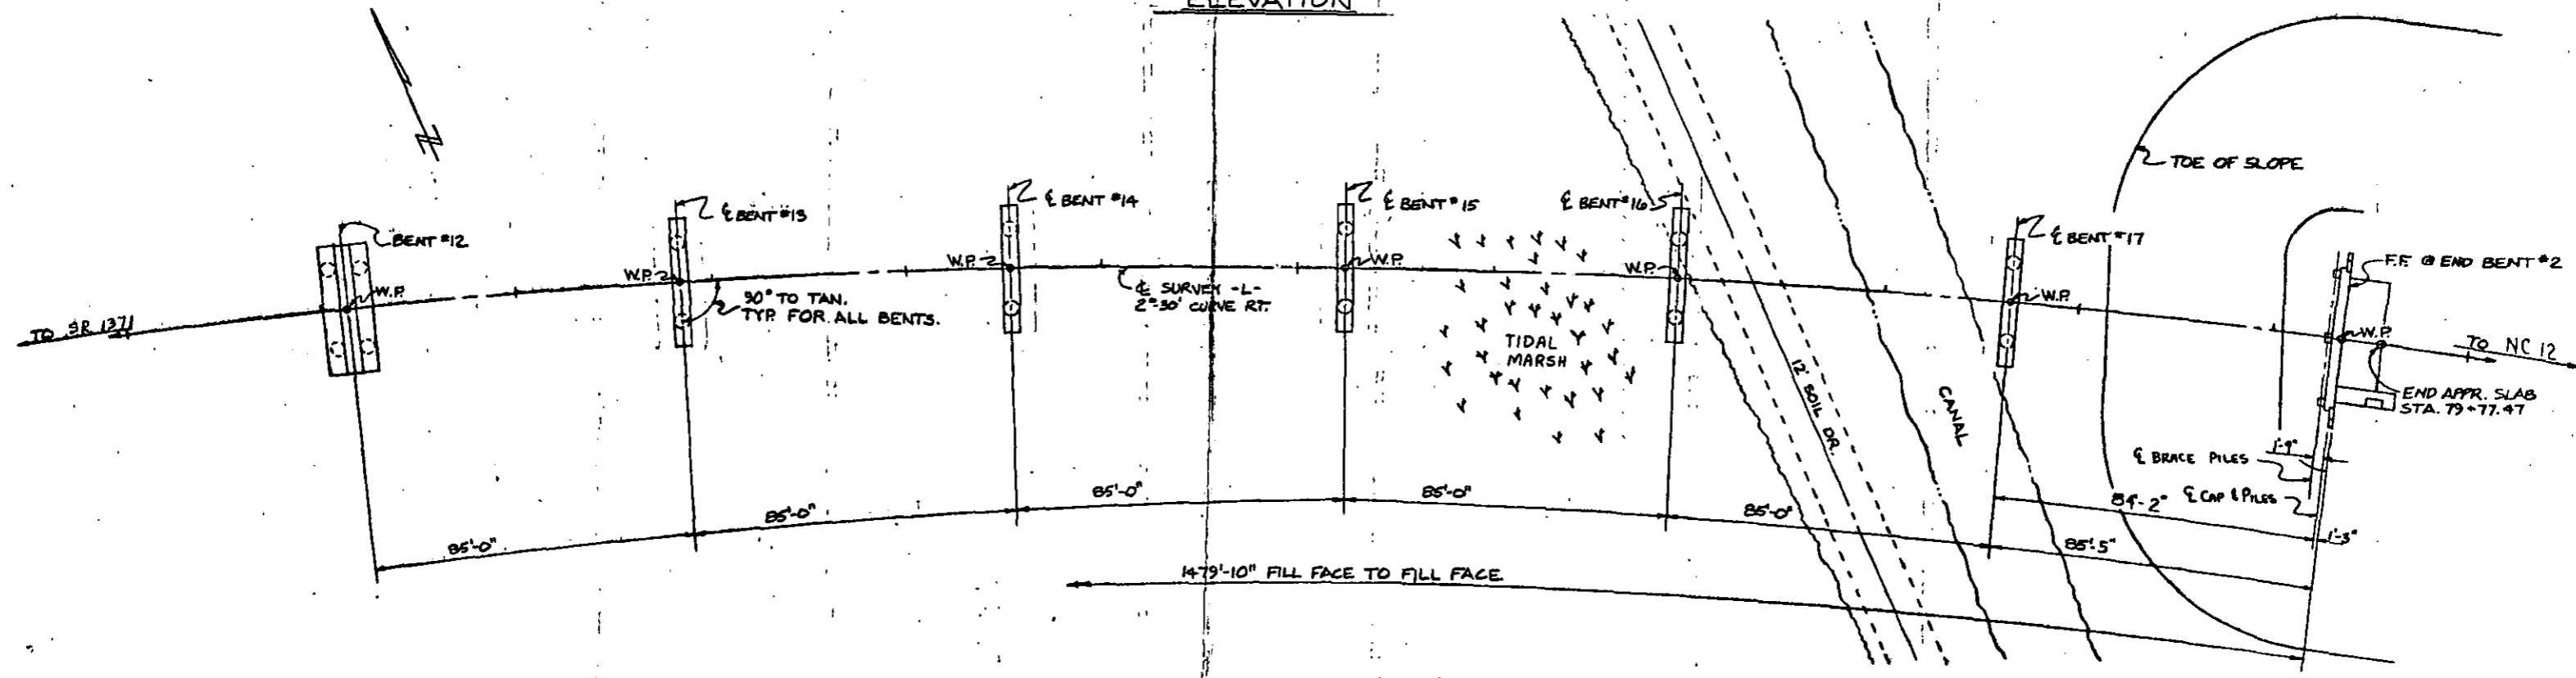 ELEVATION
BENT #12
℄ BENT #13
℄ BENT #14
℄ BENT #15
℄ BENT #16
℄ BENT #17
TOE OF SLOPE
F.F. @ END BENT #2
W.P.
W.P.
W.P.
W.P.
W.P.
W.P.
W.P.
TO SR 1371
90° TO TAN.
TYP. FOR ALL BENTS.
℄ SURVEY -L-
2°-30' CURVE RT.
TIDAL
MARSH
12' SOIL DR.
CANAL
TO NC 12
END APPR. SLAB
STA. 79+77.47
1'-9"
℄ BRACE PILES
℄ CAP & PILES
84'-2"
1'-3"
85'-0"
85'-0"
85'-0"
85'-0"
85'-0"
85'-5"
1479'-10" FILL FACE TO FILL FACE